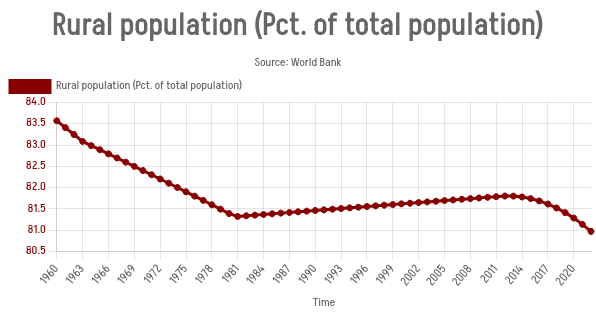 Rural population (Pct. of total population)
Source: World Bank
Rural population (Pct. of total population)
84.0
83.5
83.0
82.5
82.0
81.5
81.0
80.5
1960 1963 1966 1969 1972 1975 1978 1981 1984 1987 1990 1993 1996 1999 2002 2005 2008 2011 2014 2017 2020
Time